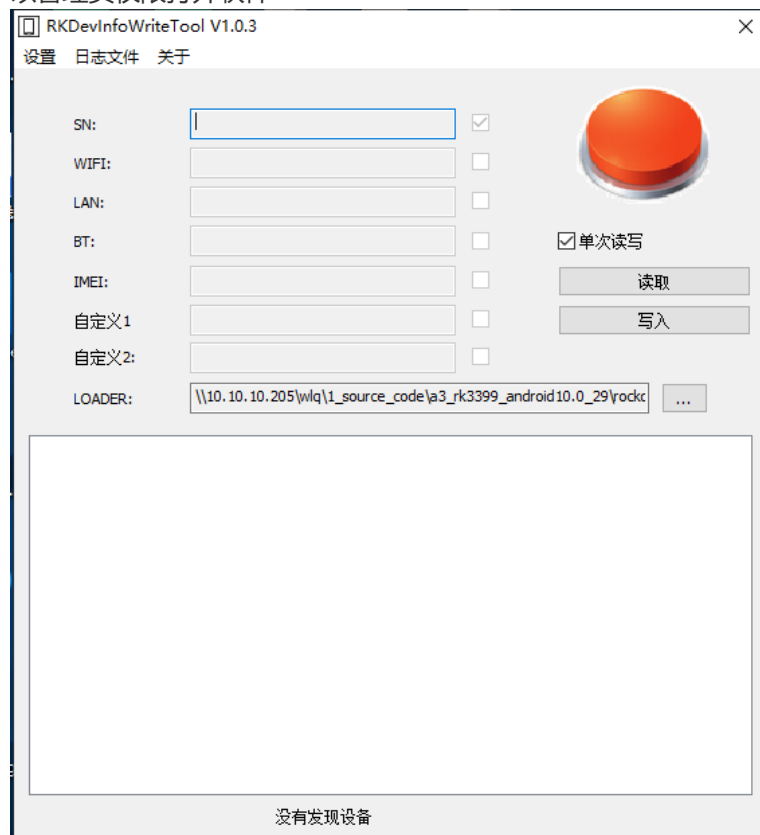 RKDevInfoWriteTool V1.0.3
设置 日志文件 关于
SN:
WIFI:
LAN:
BT:
单次读写
IMEI:
读取
自定义1
写入
自定义2:
LOADER:
\\10.10.10.205\wlq\1_source_code\a3_rk3399_android10.0_29\rockc
...
没有发现设备